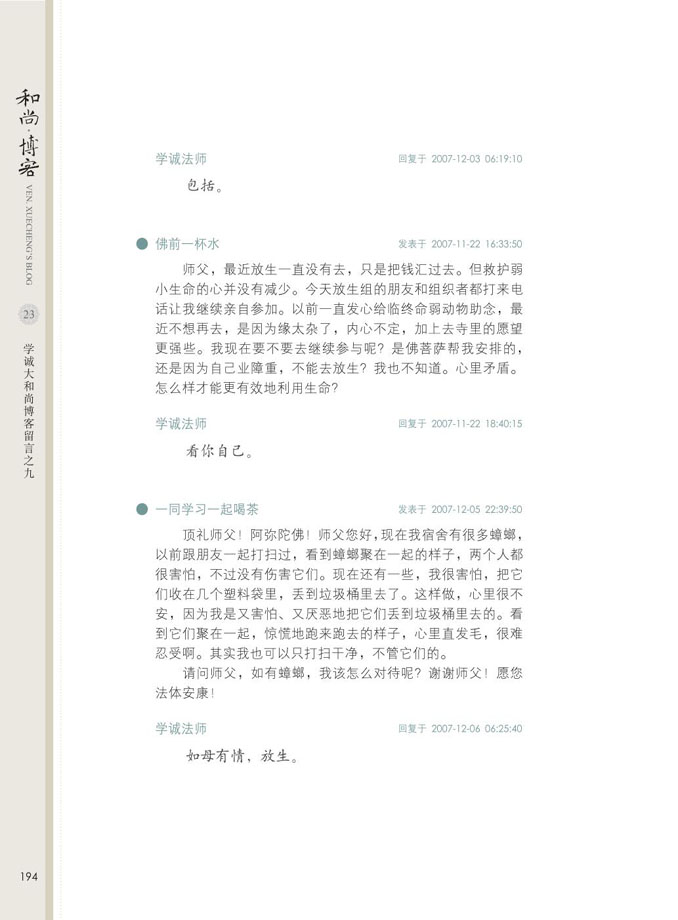 和尚·博客
VEN. XUECHENG'S BLOG
23
学诚大和尚博客留言之九
学诚法师 回复于 2007-12-03 06:19:10
包括。
佛前一杯水 发表于 2007-11-22 16:33:50
师父，最近放生一直没有去，只是把钱汇过去。但救护弱
小生命的心并没有减少。今天放生组的朋友和组织者都打来电
话让我继续亲自参加。以前一直发心给临终命弱动物助念，最
近不想再去，是因为缘太杂了，内心不定，加上去寺里的愿望
更强些。我现在要不要去继续参与呢？是佛菩萨帮我安排的，
还是因为自己业障重，不能去放生？我也不知道。心里矛盾。
怎么样才能更有效地利用生命？
学诚法师 回复于 2007-11-22 18:40:15
看你自己。
一同学习一起喝茶 发表于 2007-12-05 22:39:50
顶礼师父！阿弥陀佛！师父您好，现在我宿舍有很多蟑螂，
以前跟朋友一起打扫过，看到蟑螂聚在一起的样子，两个人都
很害怕，不过没有伤害它们。现在还有一些，我很害怕，把它
们收在几个塑料袋里，丢到垃圾桶里去了。这样做，心里很不
安，因为我是又害怕、又厌恶地把它们丢到垃圾桶里去的。看
到它们聚在一起，惊慌地跑来跑去的样子，心里直发毛，很难
忍受啊。其实我也可以只打扫干净，不管它们的。
请问师父，如有蟑螂，我该怎么对待呢？谢谢师父！愿您
法体安康！
学诚法师 回复于 2007-12-06 06:25:40
如母有情，放生。
194